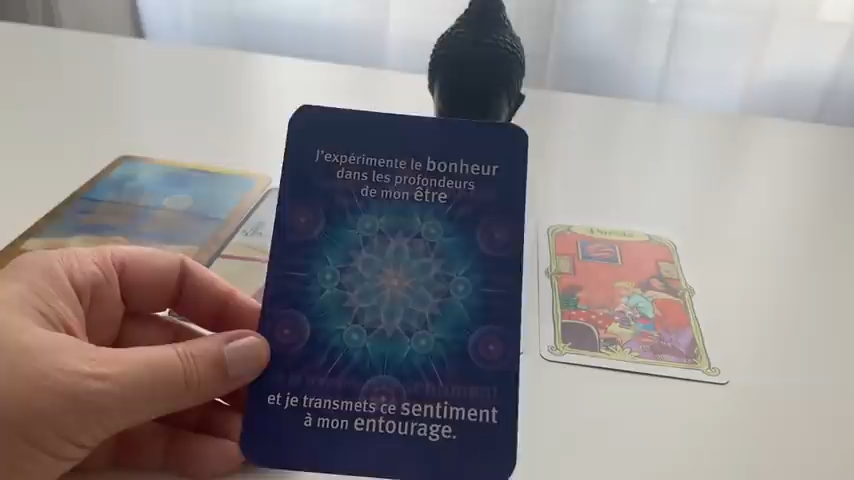 J'expérimente le bonheur
dans les profondeurs
de mon être
et je transmets ce sentiment
à mon entourage.